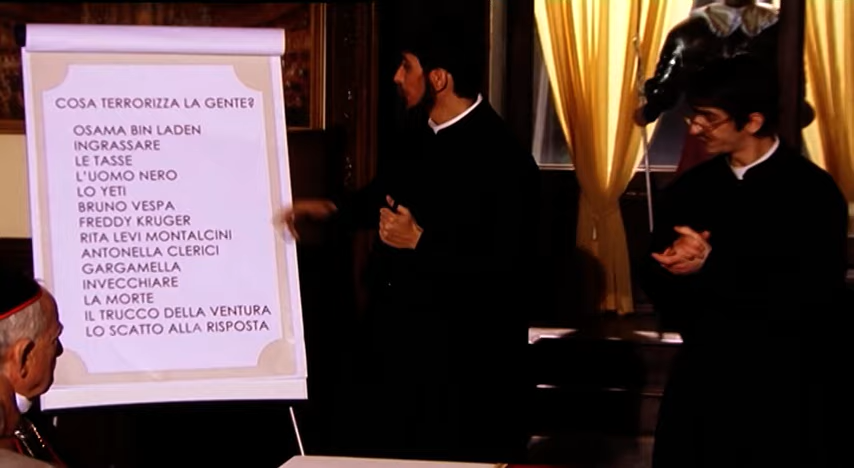 COSA TERRORIZZA LA GENTE?
OSAMA BIN LADEN
INGRASSARE
LE TASSE
L'UOMO NERO
LO YETI
BRUNO VESPA
FREDDY KRUGER
RITA LEVI MONTALCINI
ANTONELLA CLERICI
GARGAMELLA
INVECCHIARE
LA MORTE
IL TRUCCO DELLA VENTURA
LO SCATTO ALLA RISPOSTA